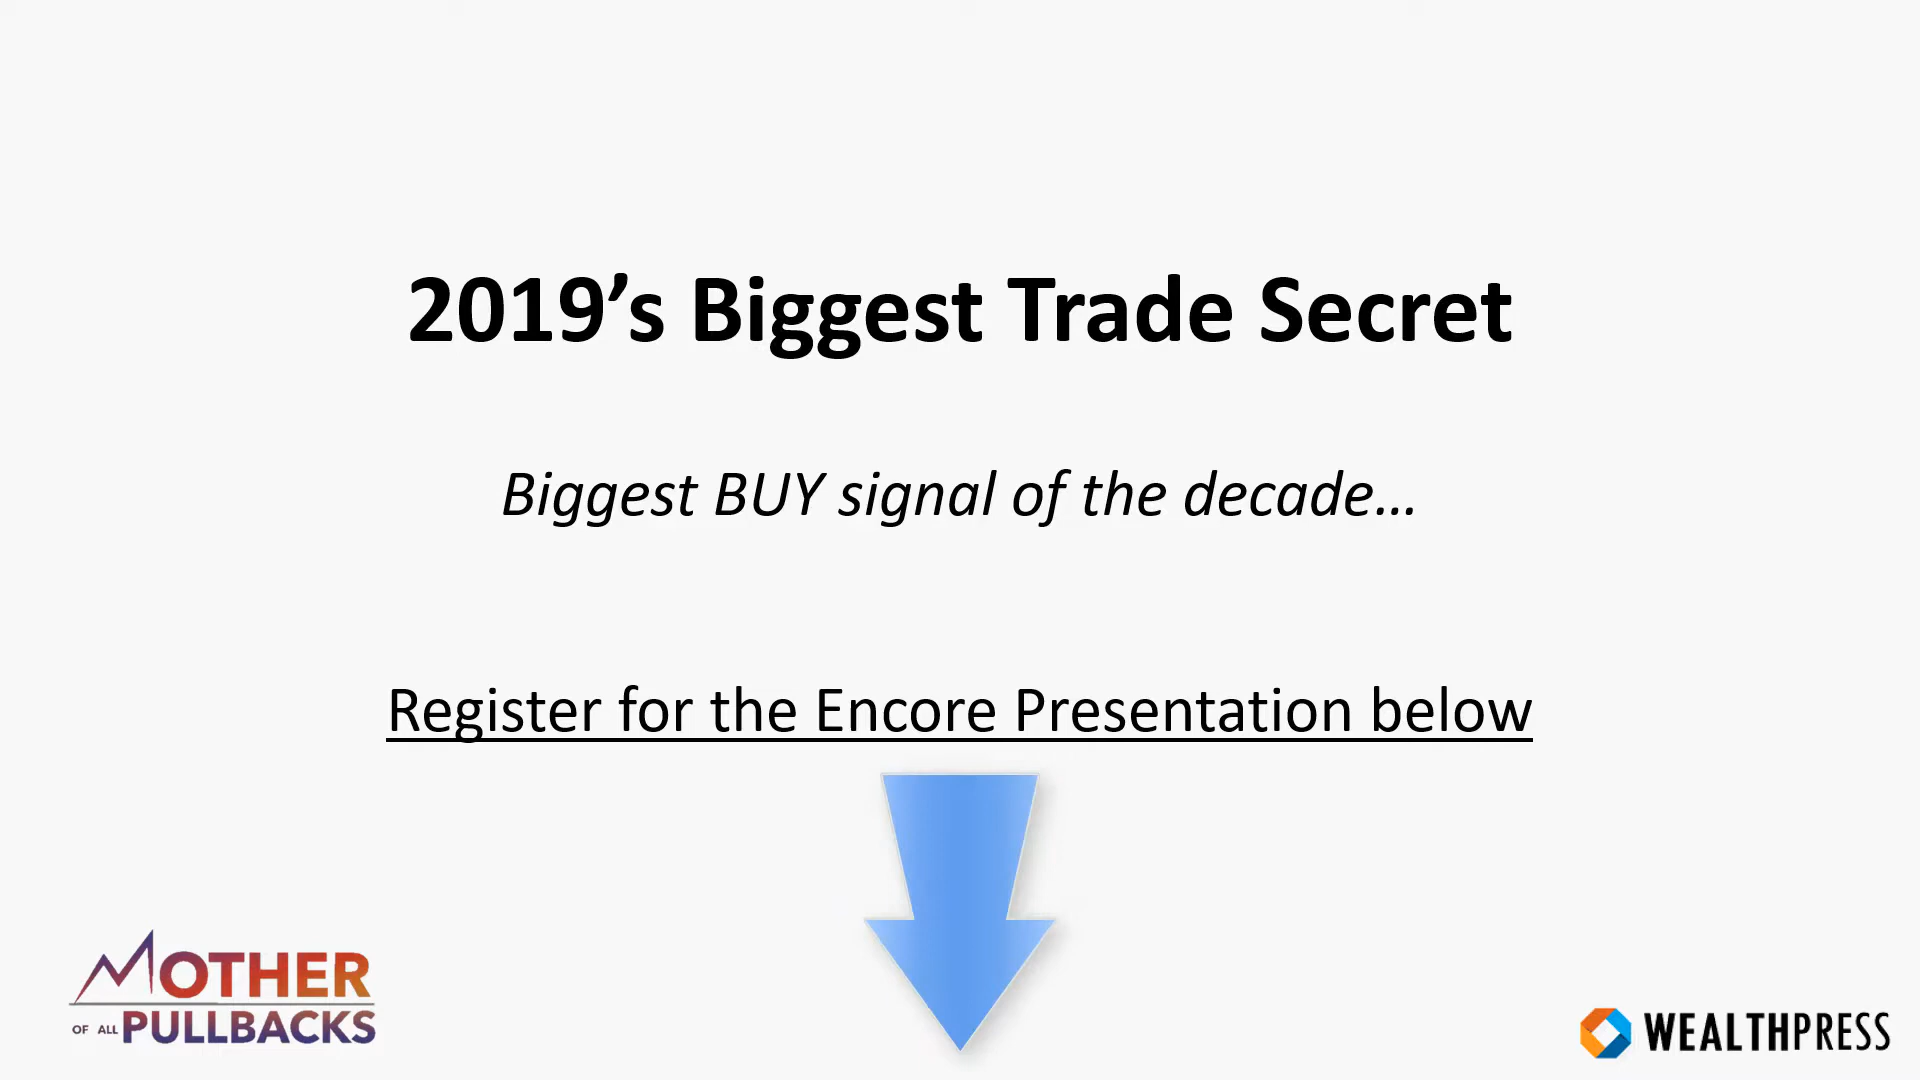 2019’s Biggest Trade Secret
Biggest BUY signal of the decade...
Register for the Encore Presentation below
MOTHER
OF ALL PULLBACKS
WEALTHPRESS